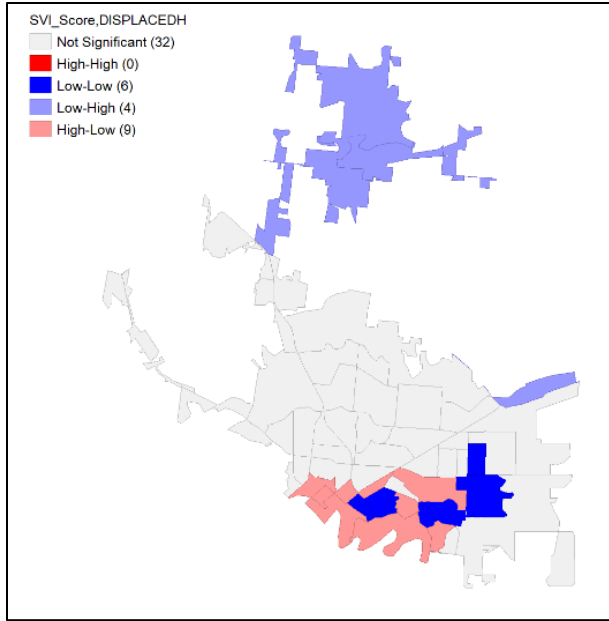 SVI_Score,DISPLACEDH
Not Significant (32)
High-High (0)
Low-Low (6)
Low-High (4)
High-Low (9)